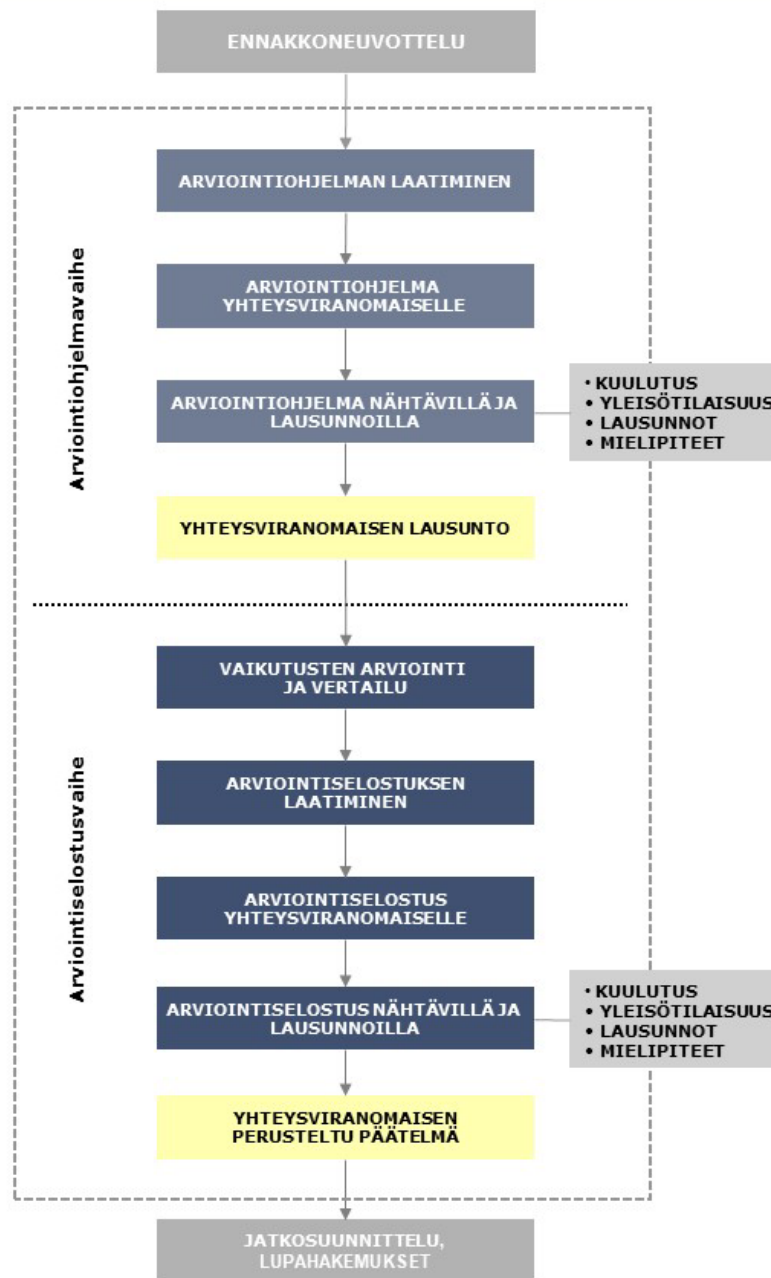 ENNAKKONEUVOTTELU
Arviointiohjelmavaihe
ARVIOINTIOHJELMAN LAATIMINEN
ARVIOINTIOHJELMA
YHTEYSVIRANOMAISELLE
ARVIOINTIOHJELMA NÄHTÄVILLÄ JA
LAUSUNNOILLA
• KUULUTUS
• YLEISÖTILAISUUS
• LAUSUNNOT
• MIELIPITEET
YHTEYSVIRANOMAISEN LAUSUNTO
Arviointiselostusvaihe
VAIKUTUSTEN ARVIOINTI
JA VERTAILU
ARVIOINTISELOSTUKSEN
LAATIMINEN
ARVIOINTISELOSTUS
YHTEYSVIRANOMAISELLE
ARVIOINTISELOSTUS NÄHTÄVILLÄ JA
LAUSUNNOILLA
• KUULUTUS
• YLEISÖTILAISUUS
• LAUSUNNOT
• MIELIPITEET
YHTEYSVIRANOMAISEN
PERUSTELTU PÄÄTELMÄ
JATKOSUUNNITTELU,
LUPAHAKEMUKSET